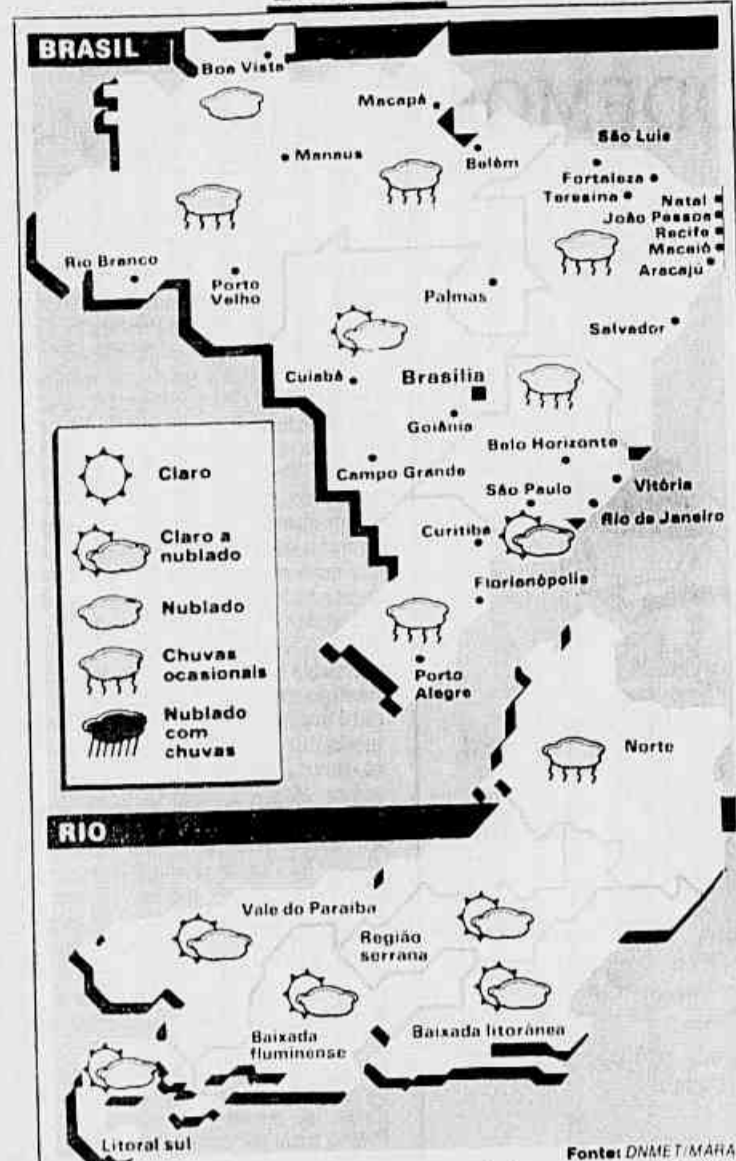 BRASIL
Boa Vista
Macapá
São Luis
Manaus
Belém
Fortaleza
Teresina
Natal
João Pessoa
Recife
Maceió
Aracajú
Rio Branco
Porto
Velho
Palmas
Salvador
Cuiabá
Brasília
Goiânia
Belo Horizonte
Campo Grande
São Paulo
Vitória
Rio de Janeiro
Curitiba
Florianópolis
Porto
Alegre
Claro
Claro a
nublado
Nublado
Chuvas
ocasionais
Nublado
com
chuvas
Norte
RIO
Vale do Paraíba
Região
serrana
Baixada
fluminense
Baixada litorânea
Litoral sul
Fonte: DNMET/MARA